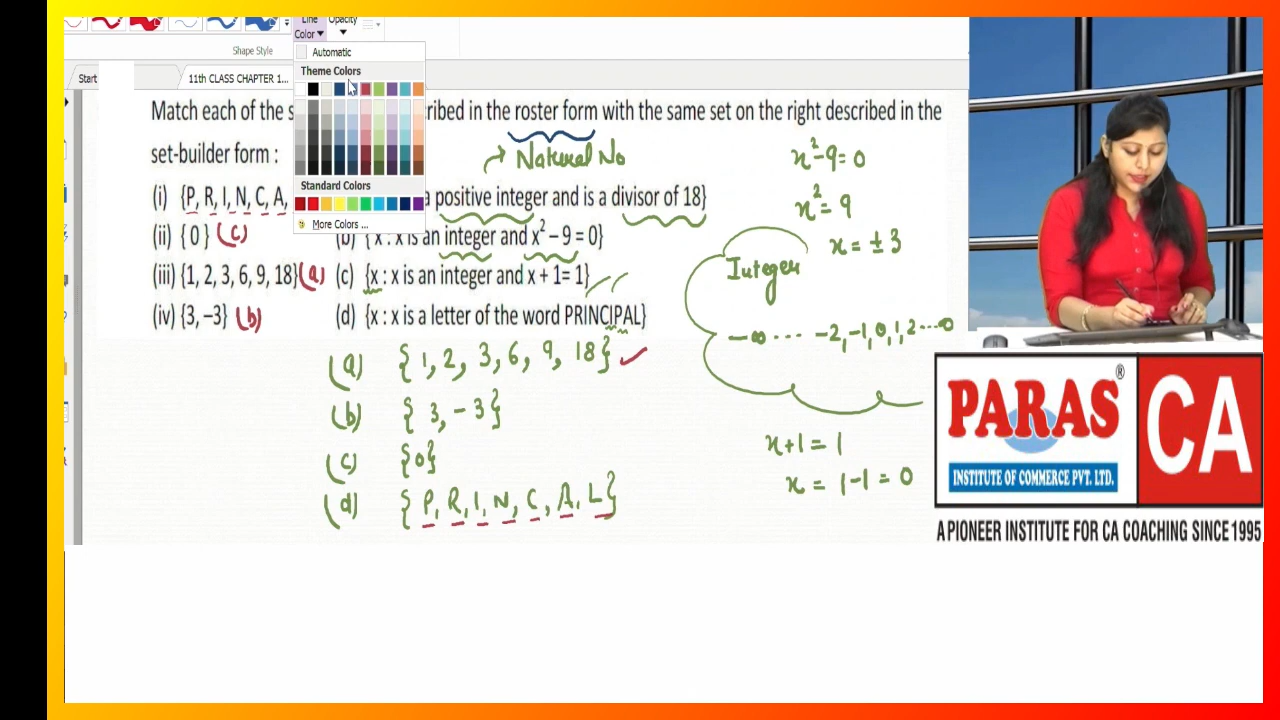 Line
Color
Opacity
Shape Style
Automatic
Start
11th CLASS CHAPTER 1...
Theme Colors
Match each of the s cribed in the roster form with the same set on the right described in the
set-builder form :
Natural No
(i) {P, R, I, N, C, A, a positive integer and is a divisor of 18}
Standard Colors
More Colors ...
(ii) { 0 } (c) (b) { x : x is an integer and x² – 9 = 0}
(iii) {1, 2, 3, 6, 9, 18} (a) (c) {x : x is an integer and x + 1= 1}
(iv) {3, –3} (b) (d) {x : x is a letter of the word PRINCIPAL}
(a) { 1, 2, 3, 6, 9, 18}
(b) { 3, -3}
(c) {0}
(d) { P, R, I, N, C, A, L}
x²-9=0
x² = 9
x = ± 3
Integer
-∞ .... -2, -1, 0, 1, 2 ...
x+1 = 1
x = 1-1 = 0
PARAS
®
INSTITUTE OF COMMERCE PVT. LTD.
CA
A PIONEER INSTITUTE FOR CA COACHING SINCE 1995